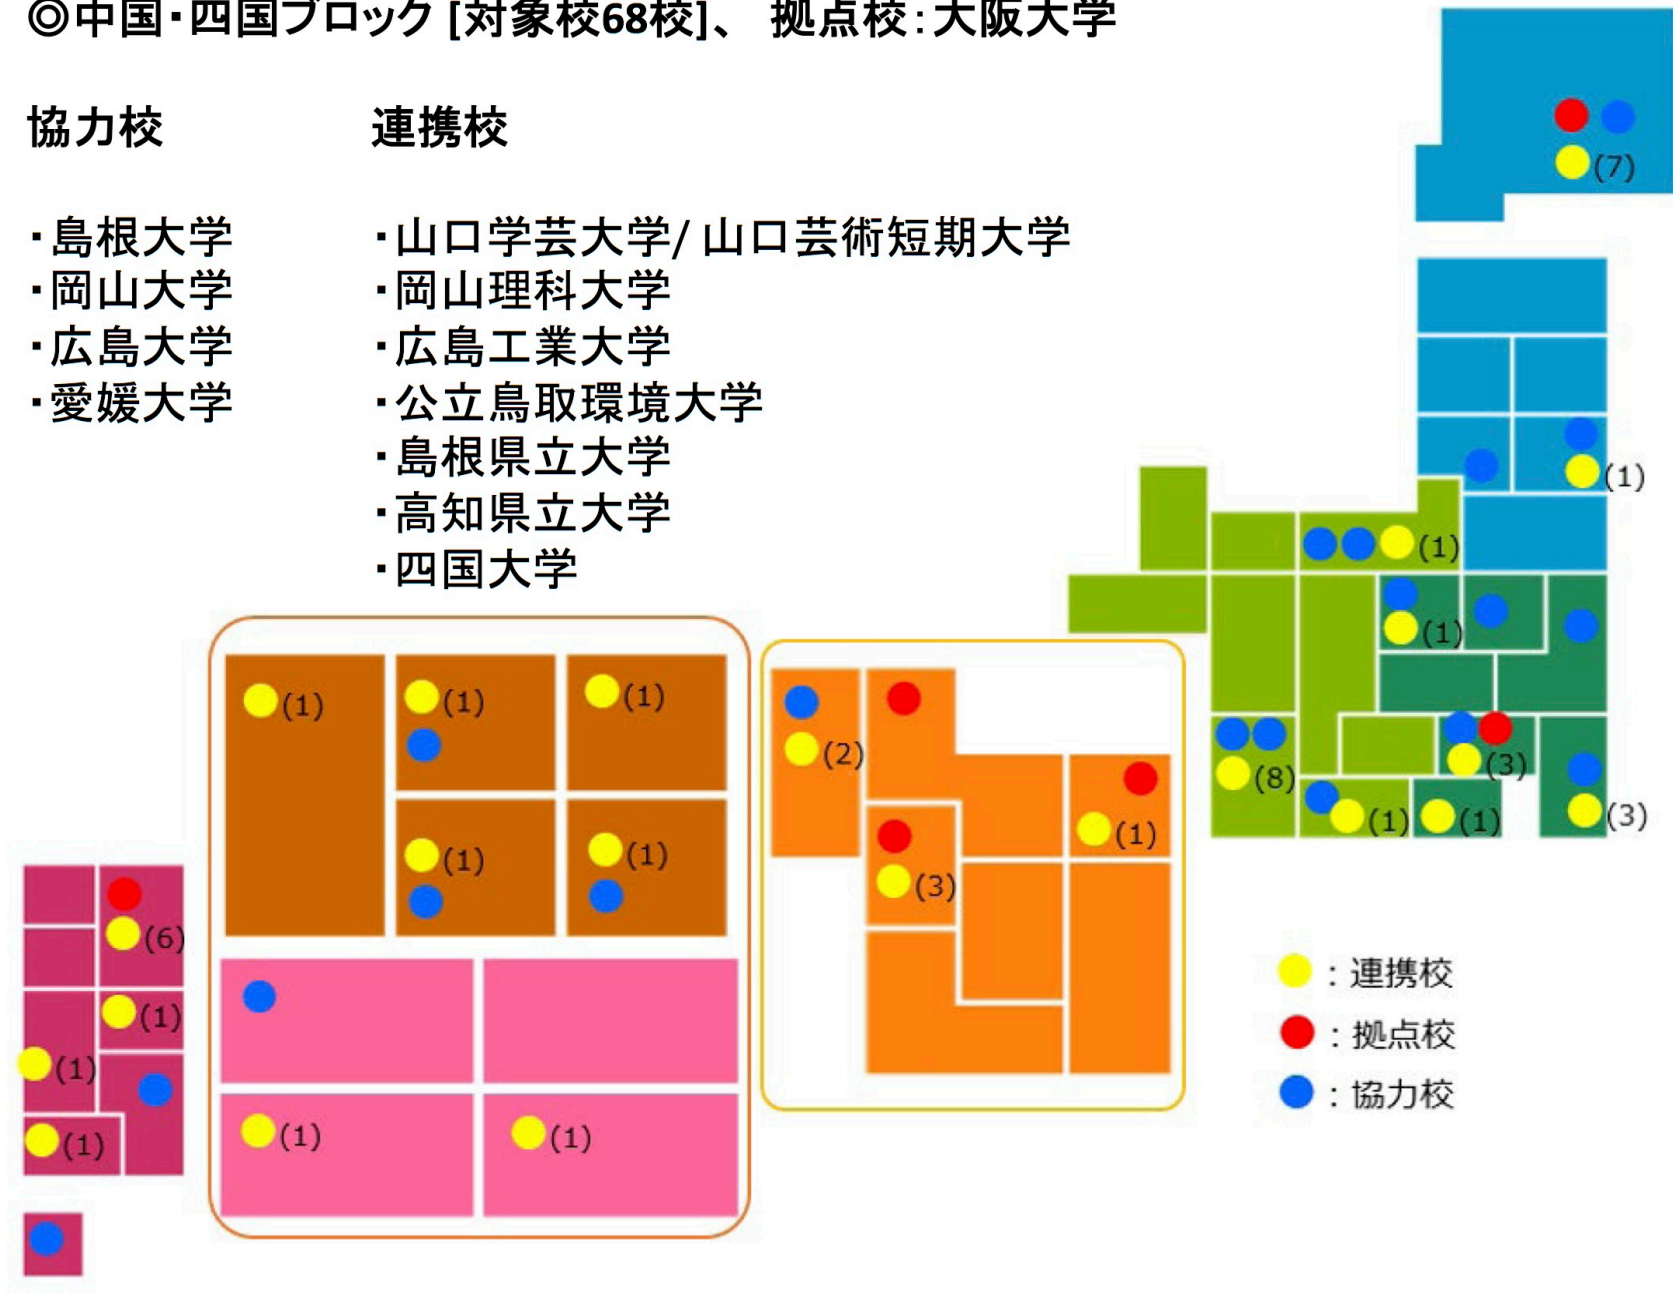 ◎中国・四国ブロック [対象校68校]、 拠点校：大阪大学
協力校
・島根大学
・岡山大学
・広島大学
・愛媛大学
連携校
・山口学芸大学/ 山口芸術短期大学
・岡山理科大学
・広島工業大学
・公立鳥取環境大学
・島根県立大学
・高知県立大学
・四国大学
(7)
(1)
(1)
(1)
(8)
(3)
(1)
(1)
(3)
(2)
(1)
(3)
(1)
(1)
(1)
(1)
(1)
(1)
(1)
(6)
(1)
(1)
(1)
：連携校
：拠点校
：協力校